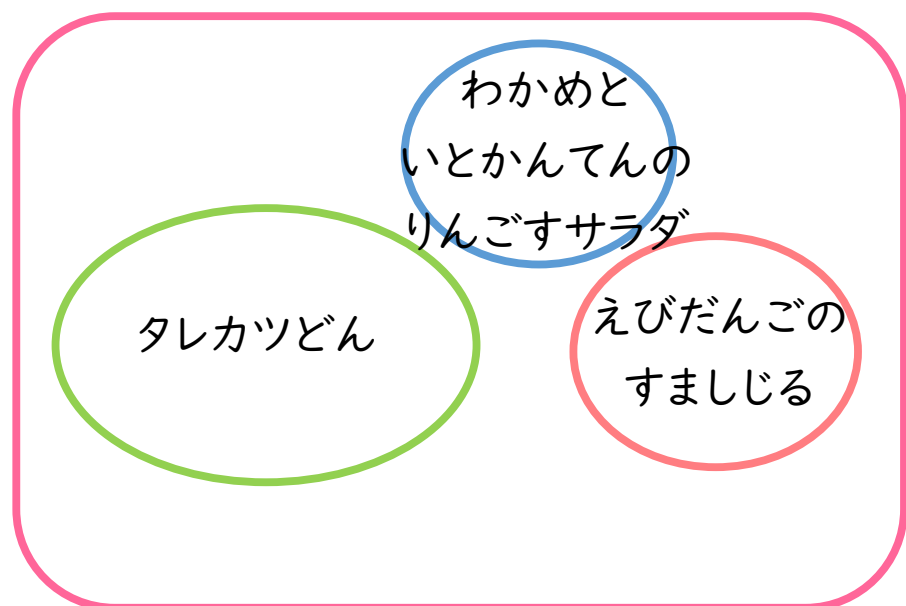 わかめと
いとかんてんの
りんごすサラダ
タレカツどん
えびだんごの
すましじる